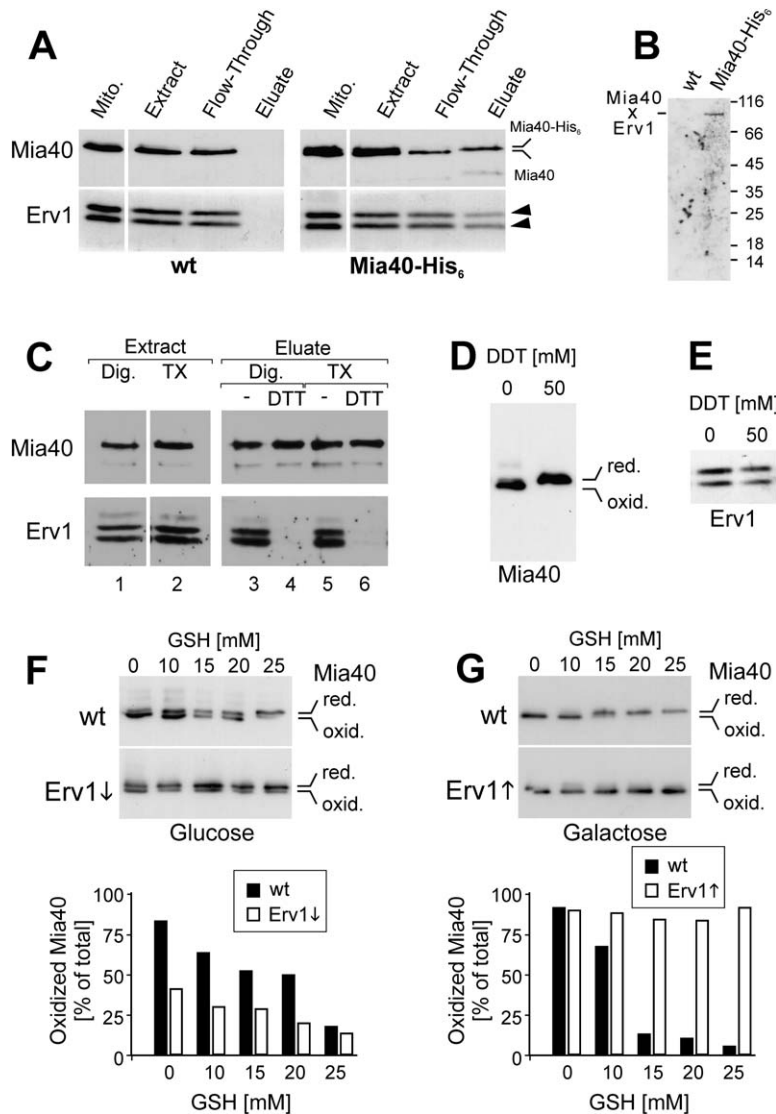 A
Mito.
Extract
Flow-Through
Eluate
Mito.
Extract
Flow-Through
Eluate
Mia40
Mia40-His6
Mia40
Erv1
wt
Mia40-His6
B
wt
Mia40-His6
Mia40
x
Erv1
116
66
45
35
25
18
14
C
Extract
Eluate
Dig. TX
Dig. TX
- DTT - DTT
Mia40
Erv1
1 2 3 4 5 6
D
DDT [mM]
0 50
red.
oxid.
Mia40
E
DDT [mM]
0 50
Erv1
F
GSH [mM]
0 10 15 20 25
Mia40
wt
red.
oxid.
Erv1↓
red.
oxid.
Glucose
wt
Erv1↓
Oxidized Mia40
[% of total]
100
75
25
0
0 10 15 20 25
GSH [mM]
G
GSH [mM]
0 10 15 20 25
Mia40
wt
red.
oxid.
Erv1↑
red.
oxid.
Galactose
wt
Erv1↑
Oxidized Mia40
[% of total]
100
75
25
0
0 10 15 20 25
GSH [mM]